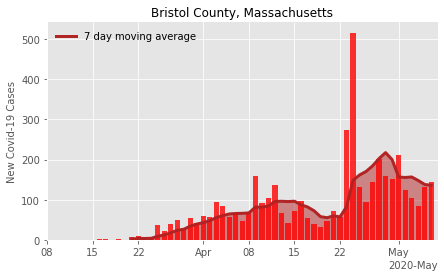 Bristol County, Massachusetts
7 day moving average
New Covid-19 Cases
500
400
300
200
100
0
08 15 22 Apr 08 15 22 May
2020-May